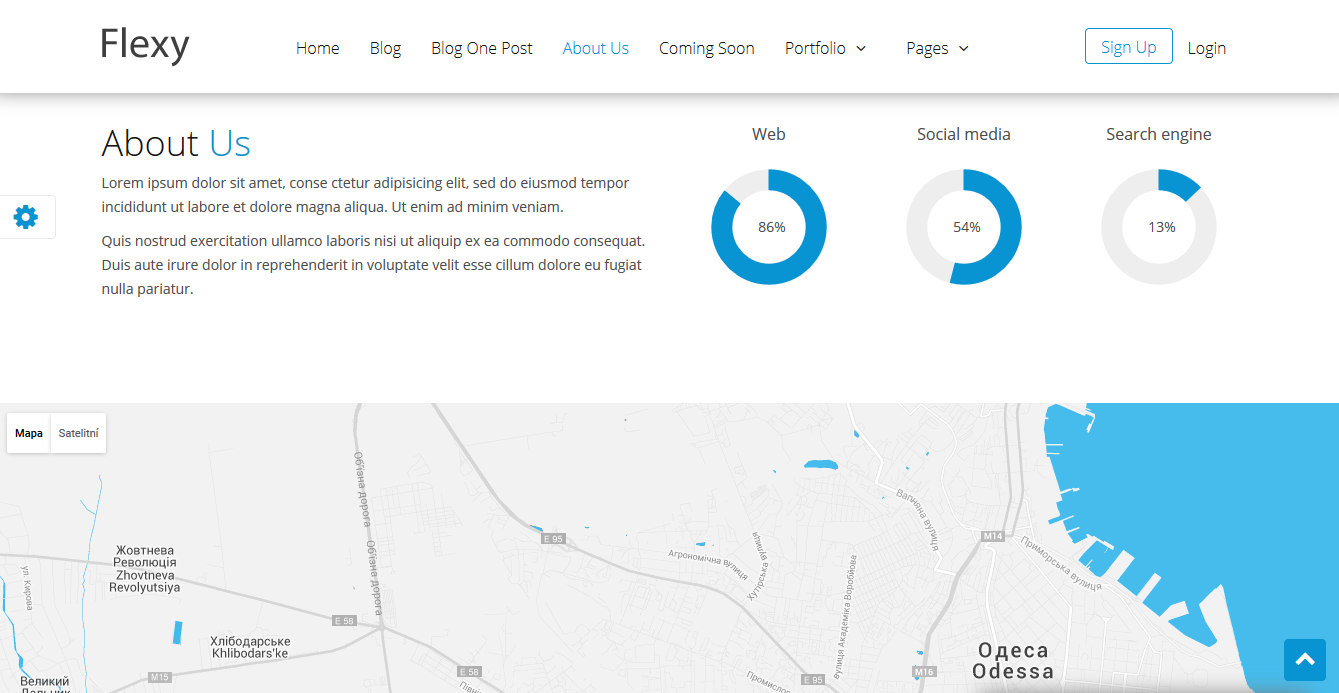 Flexy
Home Blog Blog One Post About Us Coming Soon Portfolio Pages
Sign Up Login
About Us
Lorem ipsum dolor sit amet, conse ctetur adipisicing elit, sed do eiusmod tempor
incididunt ut labore et dolore magna aliqua. Ut enim ad minim veniam.
Quis nostrud exercitation ullamco laboris nisi ut aliquip ex ea commodo consequat.
Duis aute irure dolor in reprehenderit in voluptate velit esse cillum dolore eu fugiat
nulla pariatur.
Web
86%
Social media
54%
Search engine
13%
Mapa Satelitní
Об'їзна дорога
Об'їзна дорога
Жовтнева
Революція
Zhovtneva
Revolyutsiya
ул. Кирова
Хлібодарське
Khlibodars'ke
Великий
Дальник
E 95
E 58
M15
E 58
Агрономічна вулиця
Хутірська вулиця
вулиця Академіка Воробйова
Вапняна вулиця
M14
Приморська вулиця
Одеса
Odessa
M16
E 95